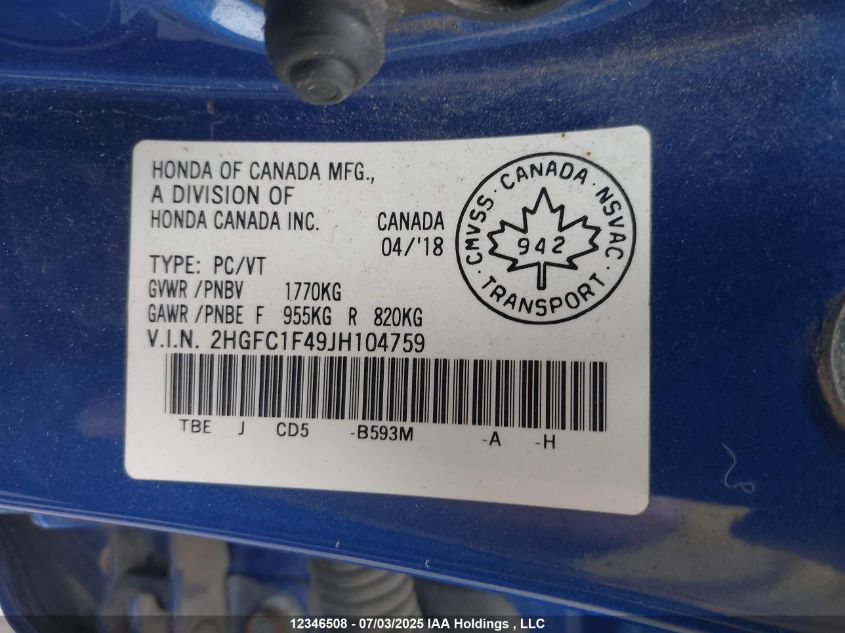 HONDA OF CANADA MFG.,
A DIVISION OF
HONDA CANADA INC. CANADA
04/'18
TYPE: PC/VT
GVWR /PNBV 1770KG
GAWR /PNBE F 955KG R 820KG
V.I.N. 2HGFC1F49JH104759
TBE J CD5 -B593M -A -H
CMVSS · CANADA · NSVAC
942
· TRANSPORT ·
12346508 - 07/03/2025 IAA Holdings , LLC